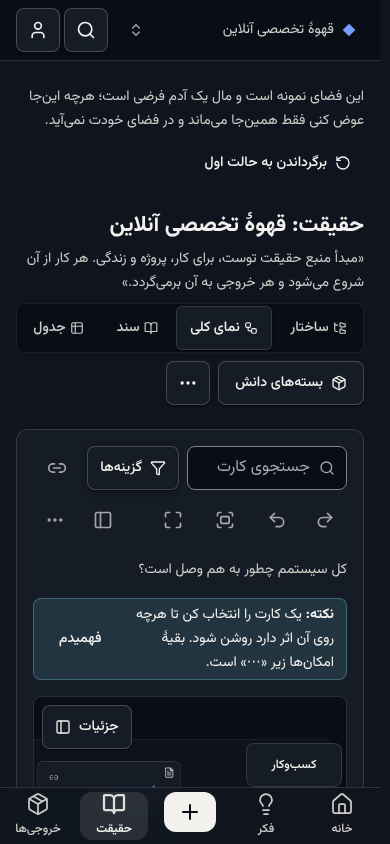 قهوهٔ تخصصی آنلاین
این فضای نمونه است و مال یک آدم فرضی است؛ هرچه این‌جا
عوض کنی فقط همین‌جا می‌ماند و در فضای خودت نمی‌آید.
برگرداندن به حالت اول
حقیقت: قهوهٔ تخصصی آنلاین
«مبدأ منبع حقیقت توست، برای کار، پروژه و زندگی. هر کار از آن
شروع می‌شود و هر خروجی به آن برمی‌گردد.»
ساختار
نمای کلی
سند
جدول
بسته‌های دانش
جستجوی کارت
گزینه‌ها
کل سیستمم چطور به هم وصل است؟
نکته: یک کارت را انتخاب کن تا هرچه
روی آن اثر دارد روشن شود. بقیهٔ
امکان‌ها زیر «···» است.
فهمیدم
جزئیات
کسب‌وکار
خانه
فکر
حقیقت
خروجی‌ها